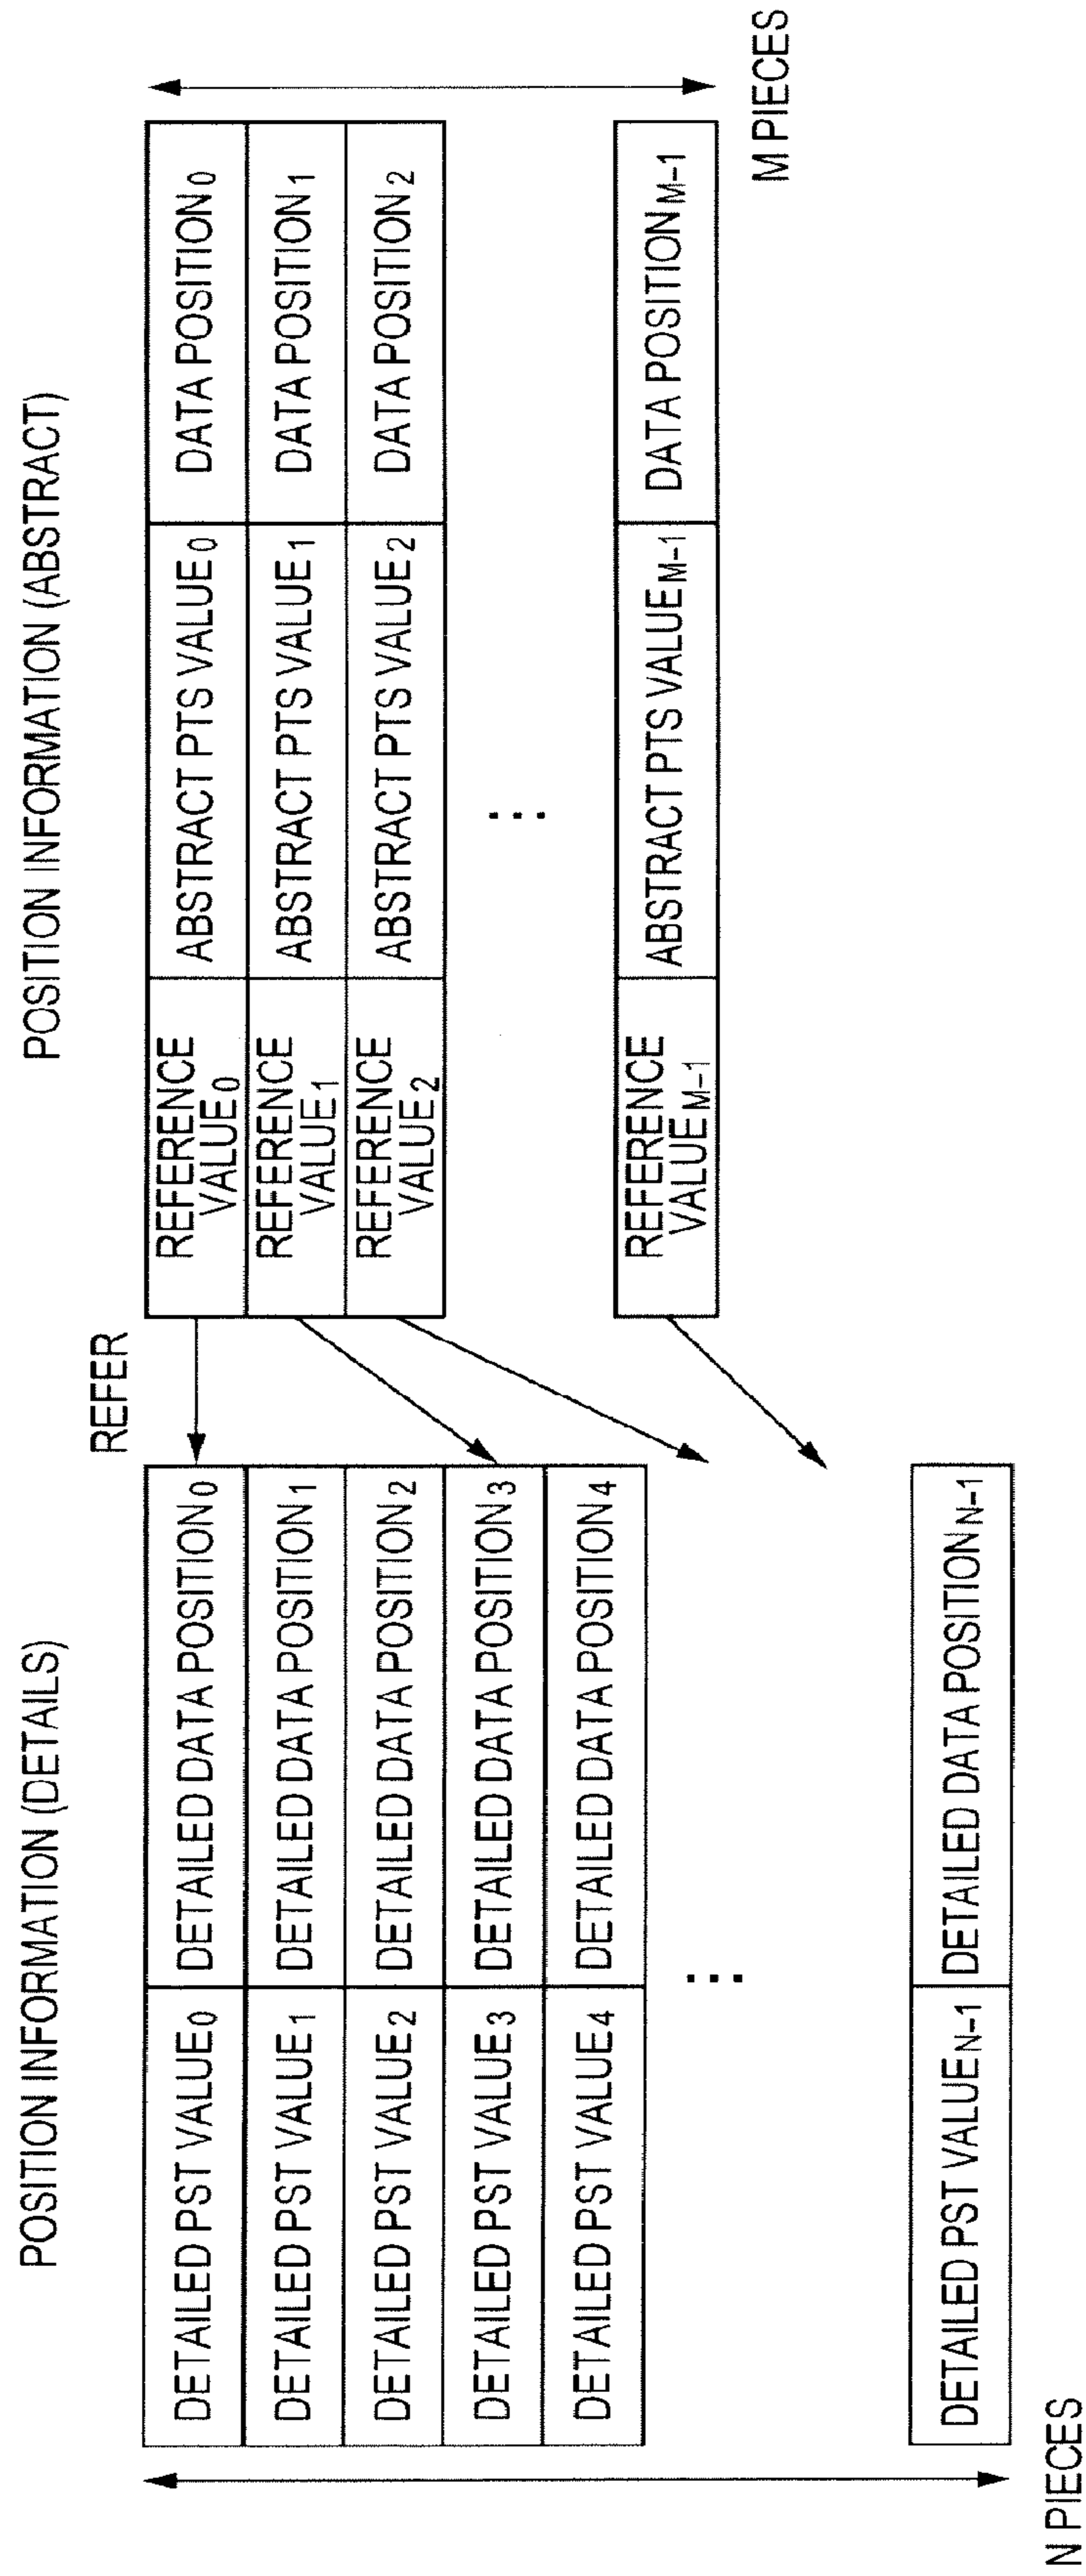 POSITION INFORMATION (DETAILS)
DETAILED PST VALUE0 DETAILED DATA POSITION0
DETAILED PST VALUE1 DETAILED DATA POSITION1
DETAILED PST VALUE2 DETAILED DATA POSITION2
DETAILED PST VALUE3 DETAILED DATA POSITION3
DETAILED PST VALUE4 DETAILED DATA POSITION4
...
DETAILED PST VALUEN-1 DETAILED DATA POSITIONN-1
N PIECES
REFER
POSITION INFORMATION (ABSTRACT)
REFERENCE
VALUE0
ABSTRACT PTS VALUE0 DATA POSITION0
REFERENCE
VALUE1
ABSTRACT PTS VALUE1 DATA POSITION1
REFERENCE
VALUE2
ABSTRACT PTS VALUE2 DATA POSITION2
...
REFERENCE
VALUEM-1
ABSTRACT PTS VALUEM-1 DATA POSITIONM-1
M PIECES